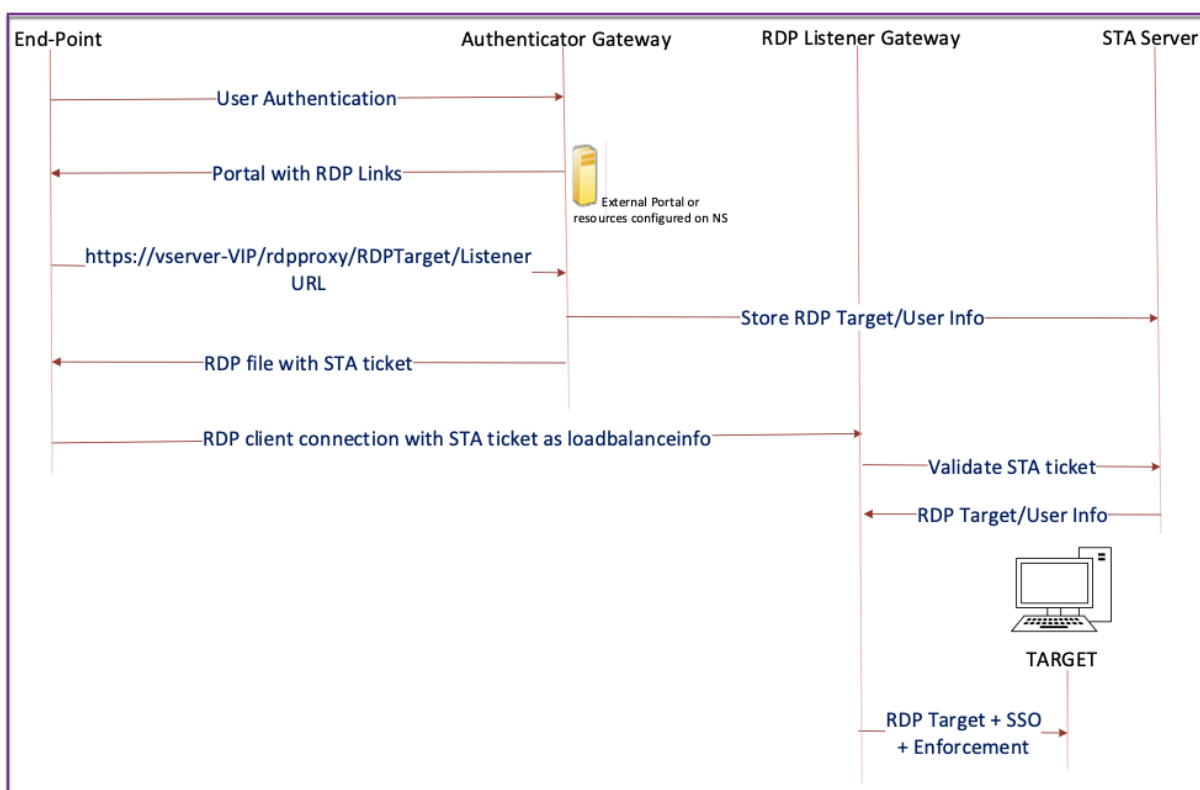 End-Point
Authenticator Gateway
RDP Listener Gateway
STA Server
User Authentication
Portal with RDP Links
External Portal or
resources configured on NS
https://vserver-VIP/rdpproxy/RDPTarget/Listener
URL
Store RDP Target/User Info
RDP file with STA ticket
RDP client connection with STA ticket as loadbalanceinfo
Validate STA ticket
RDP Target/User Info
TARGET
RDP Target + SSO
+ Enforcement